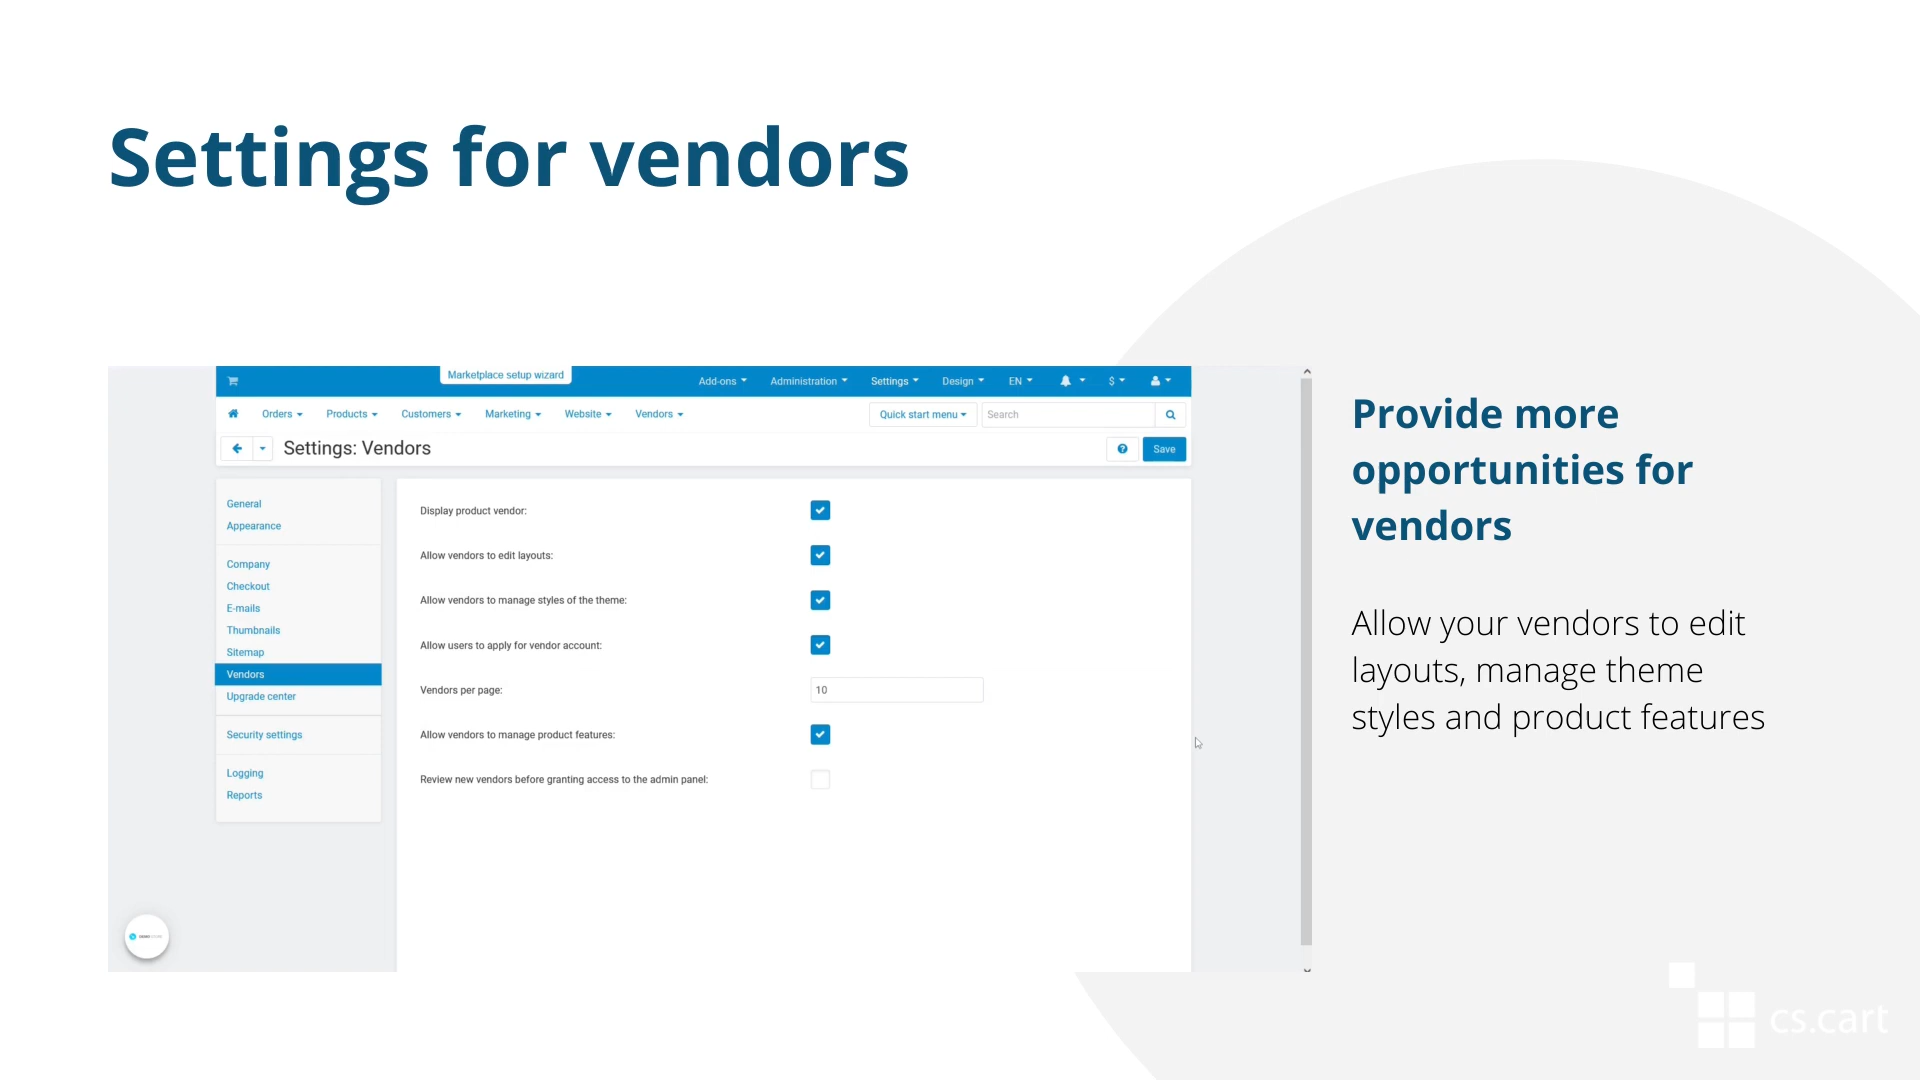 Settings for vendors
Marketplace setup wizard
Add-ons Administration Settings Design EN $
Orders Products Customers Marketing Website Vendors Quick start menu Search
Settings: Vendors ? Save
General
Appearance
Company
Checkout
E-mails
Thumbnails
Sitemap
Vendors
Upgrade center
Security settings
Logging
Reports
Display product vendor:
Allow vendors to edit layouts:
Allow vendors to manage styles of the theme:
Allow users to apply for vendor account:
Vendors per page: 10
Allow vendors to manage product features:
Review new vendors before granting access to the admin panel:
Provide more
opportunities for
vendors
Allow your vendors to edit
layouts, manage theme
styles and product features
cs.cart